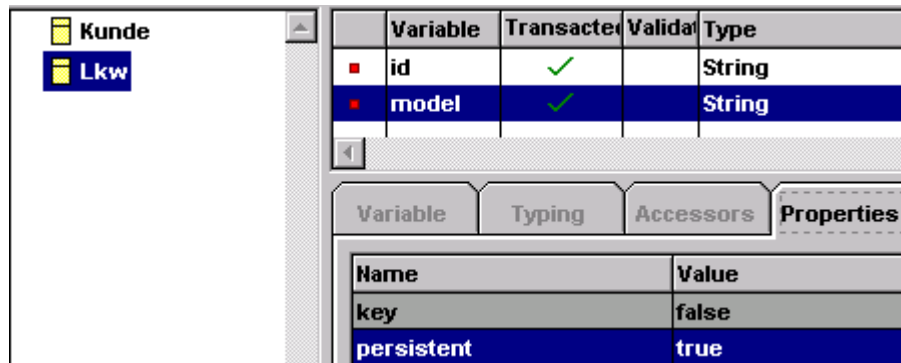 Kunde
Lkw
Variable Transacted Validat Type
id String
model String
Variable Typing Accessors Properties
Name Value
key false
persistent true